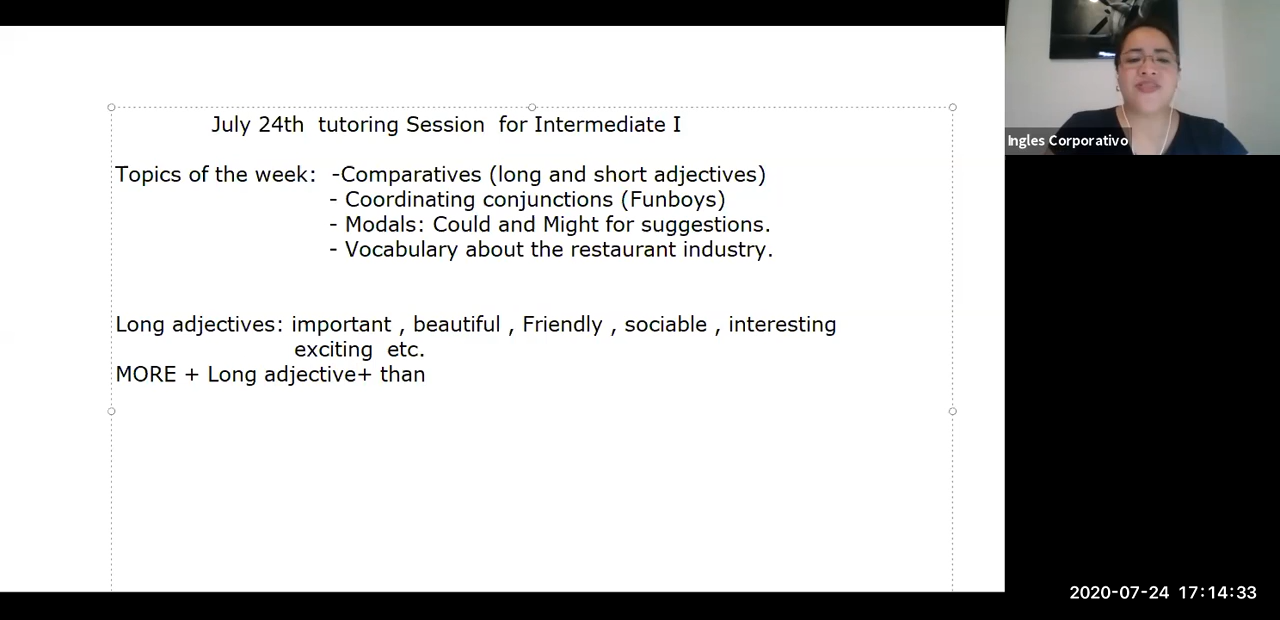 July 24th tutoring Session for Intermediate I
Topics of the week: -Comparatives (long and short adjectives)
- Coordinating conjunctions (Funboys)
- Modals: Could and Might for suggestions.
- Vocabulary about the restaurant industry.
Long adjectives: important , beautiful , Friendly , sociable , interesting
exciting etc.
MORE + Long adjective+ than
Ingles Corporativo
2020-07-24 17:14:33